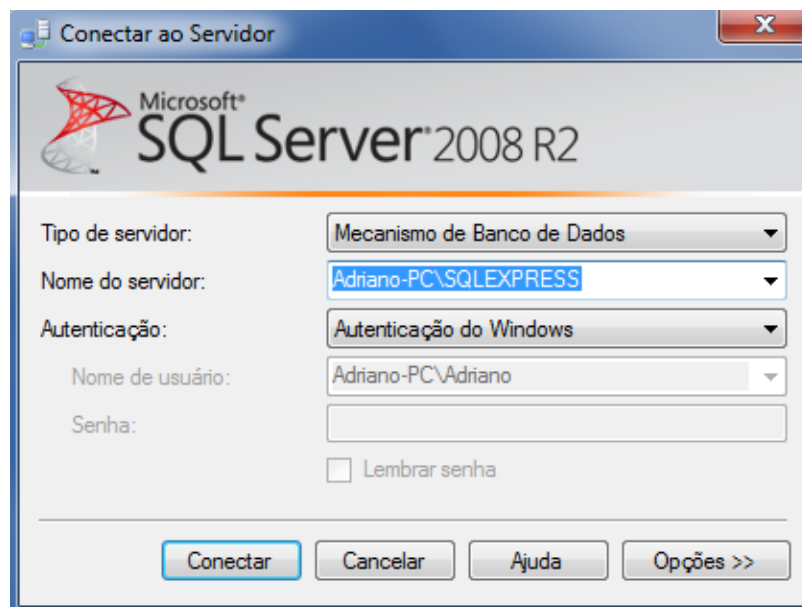 Conectar ao Servidor
Microsoft®
SQL Server® 2008 R2
Tipo de servidor: Mecanismo de Banco de Dados
Nome do servidor: Adriano-PC\SQLEXPRESS
Autenticação: Autenticação do Windows
Nome de usuário: Adriano-PC\Adriano
Senha:
Lembrar senha
Conectar Cancelar Ajuda Opções >>